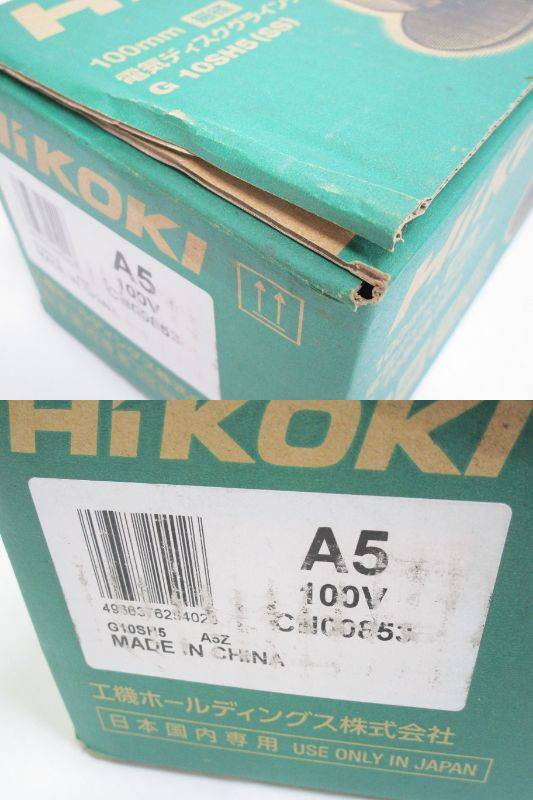 100mm
電気ディスクグライン
G 10SH5 (SS)
HiKOKI
A5
100V
HiKOKI
A5
100V
G10SH5 A5Z
MADE IN CHINA
工機ホールディングス株式会社
日本国内専用 USE ONLY IN JAPAN